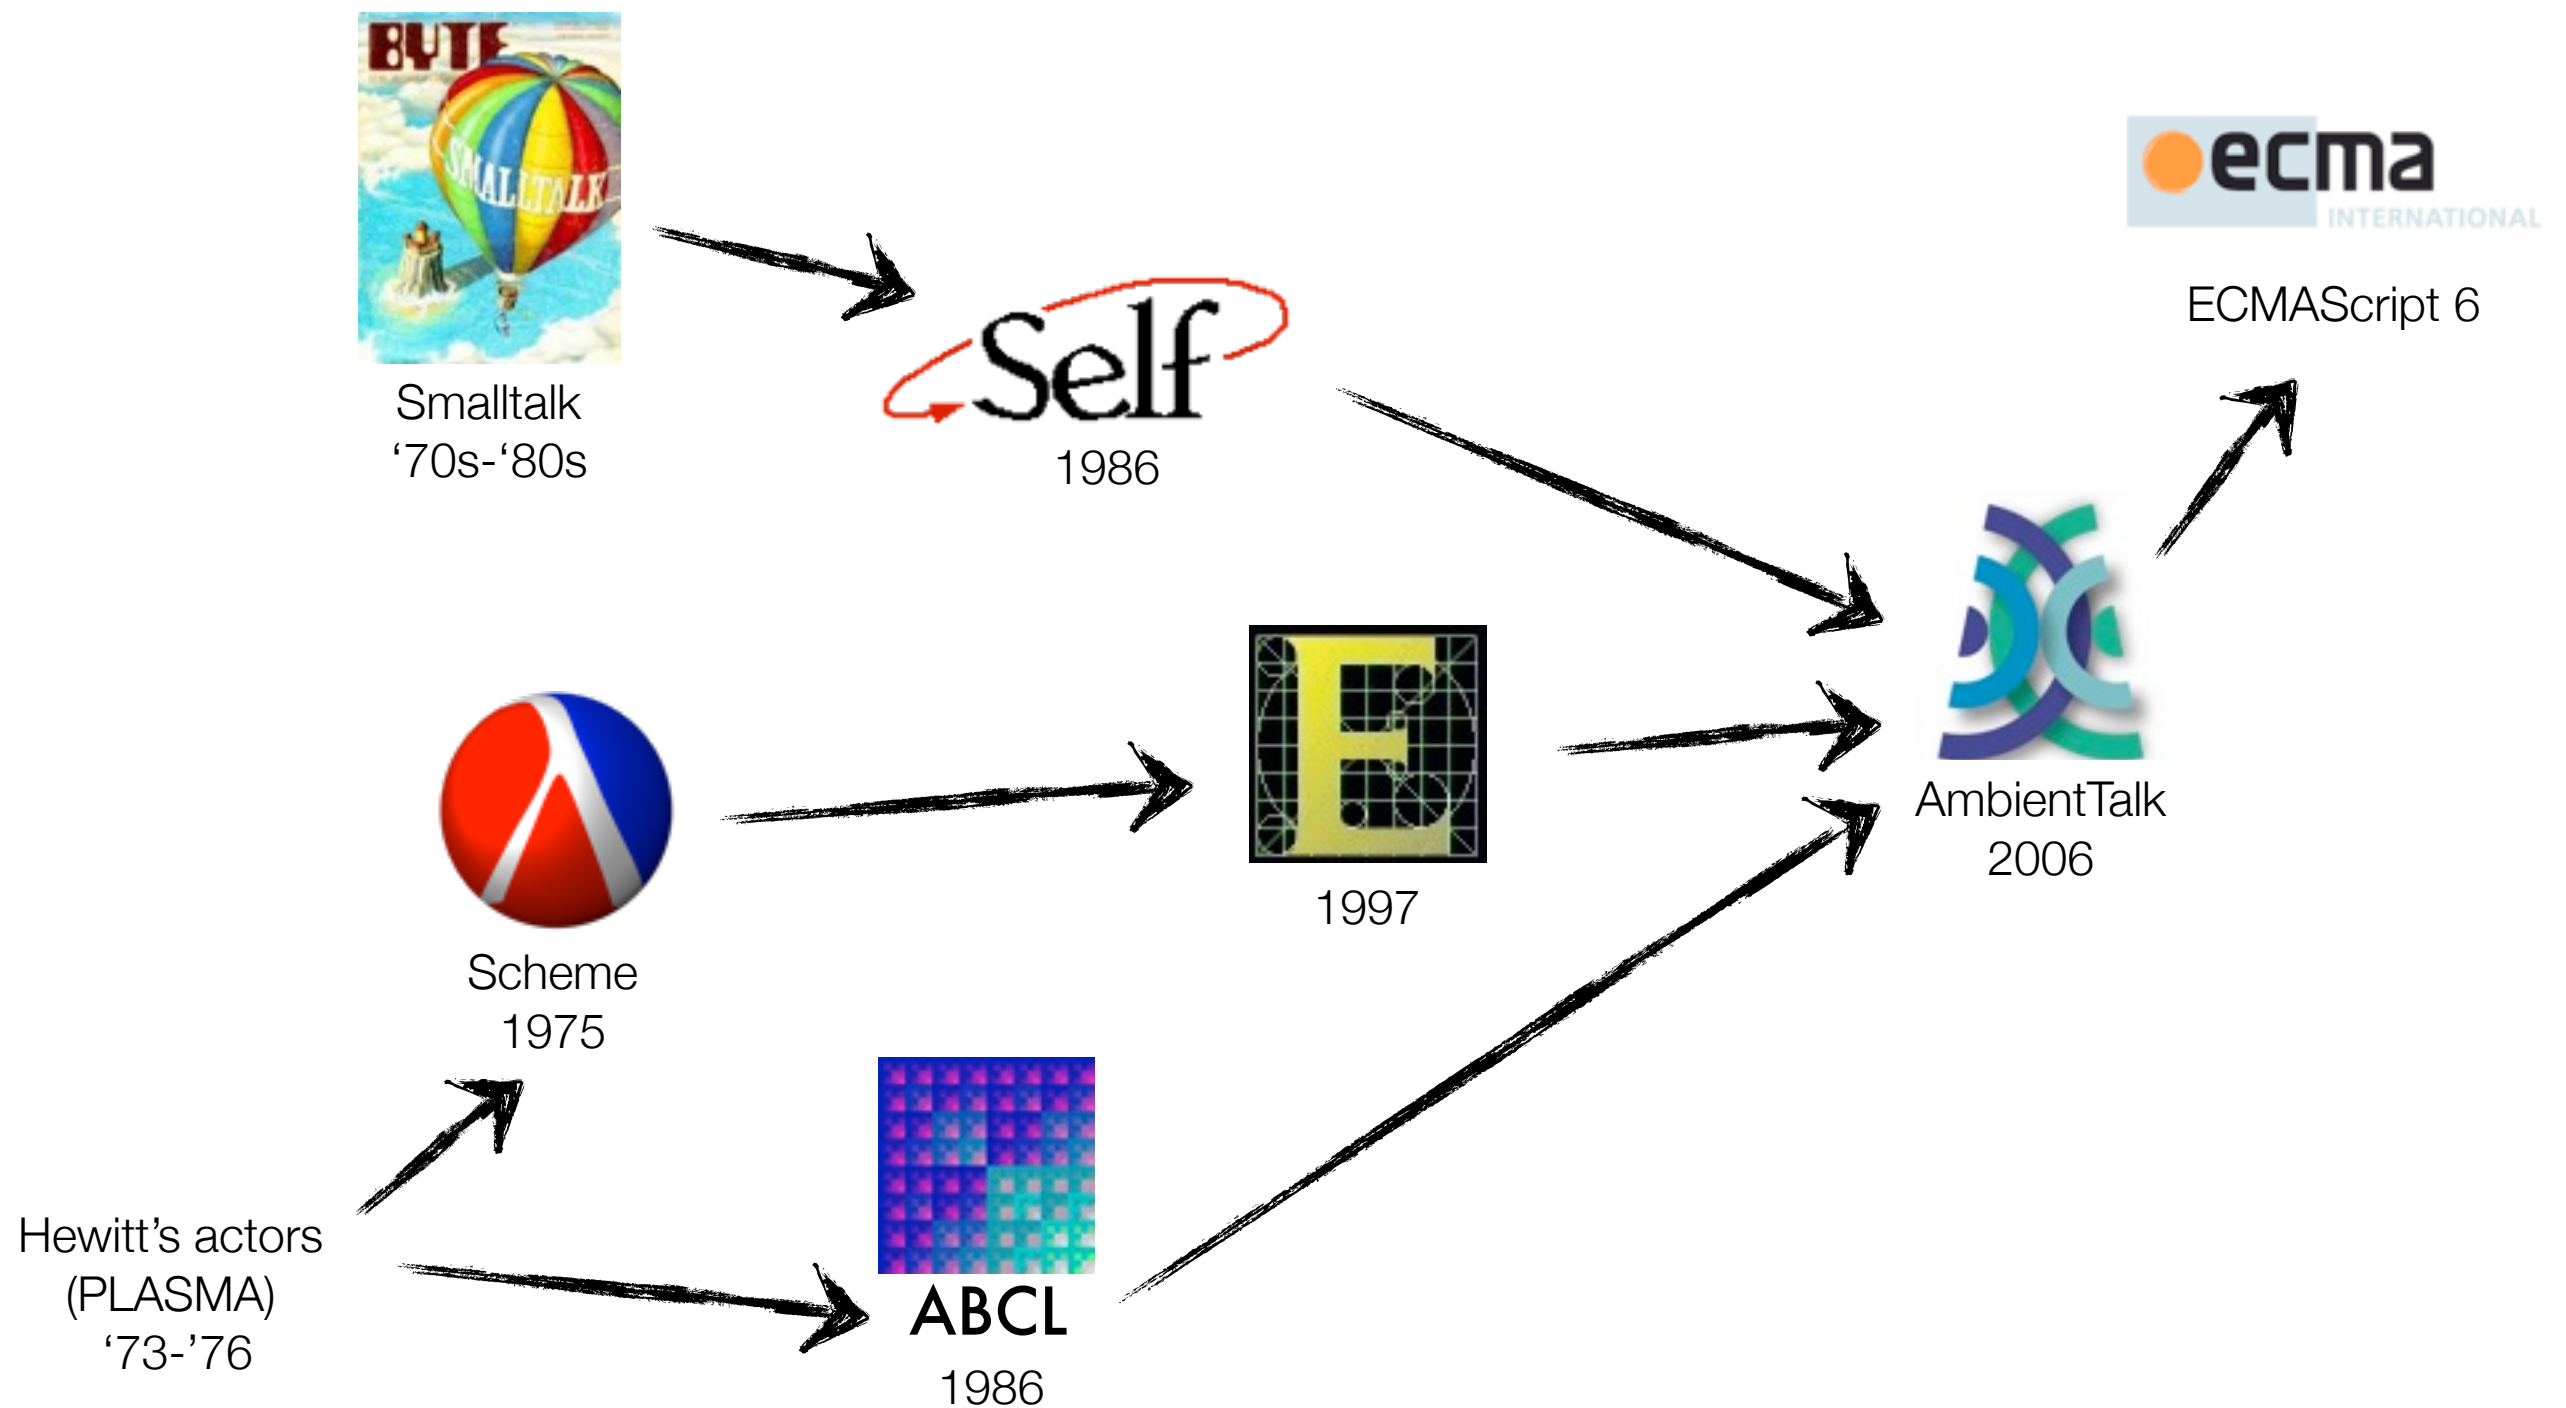 BYTE
SMALLTALK
Smalltalk
‘70s-‘80s
Self
1986
ecma
INTERNATIONAL
ECMAScript 6
E
1997
AmbientTalk
2006
Scheme
1975
Hewitt’s actors
(PLASMA)
‘73-’76
ABCL
1986